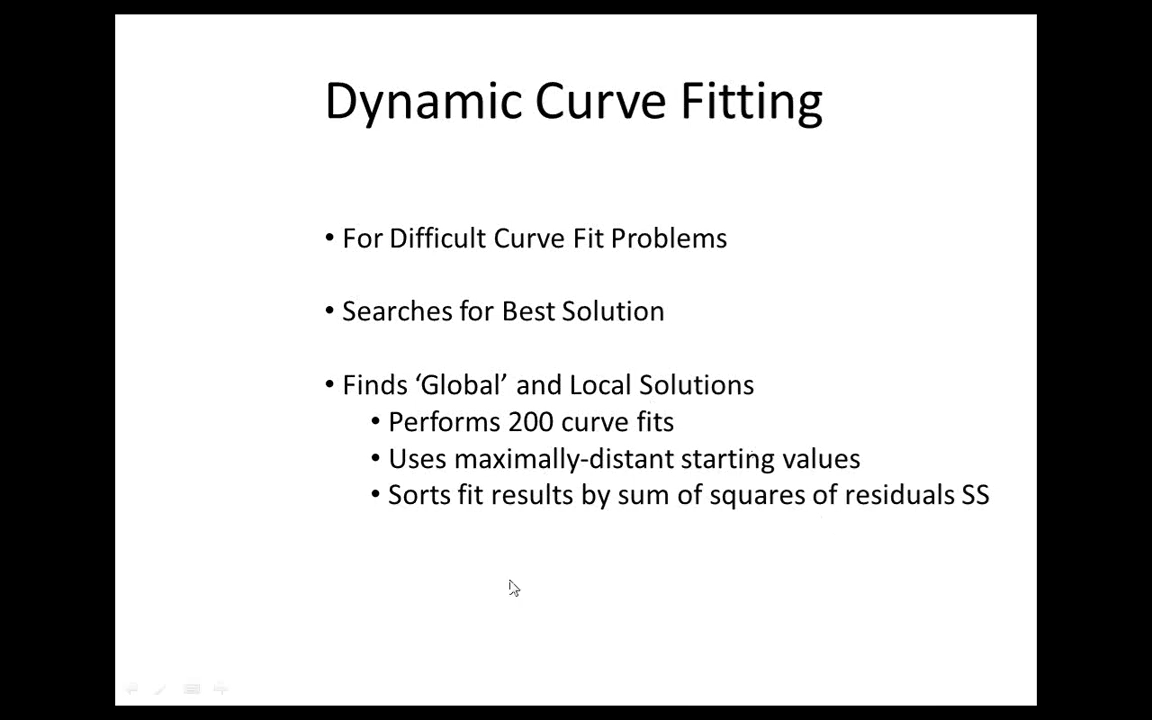 Dynamic Curve Fitting
• For Difficult Curve Fit Problems
• Searches for Best Solution
• Finds ‘Global’ and Local Solutions
• Performs 200 curve fits
• Uses maximally-distant starting values
• Sorts fit results by sum of squares of residuals SS